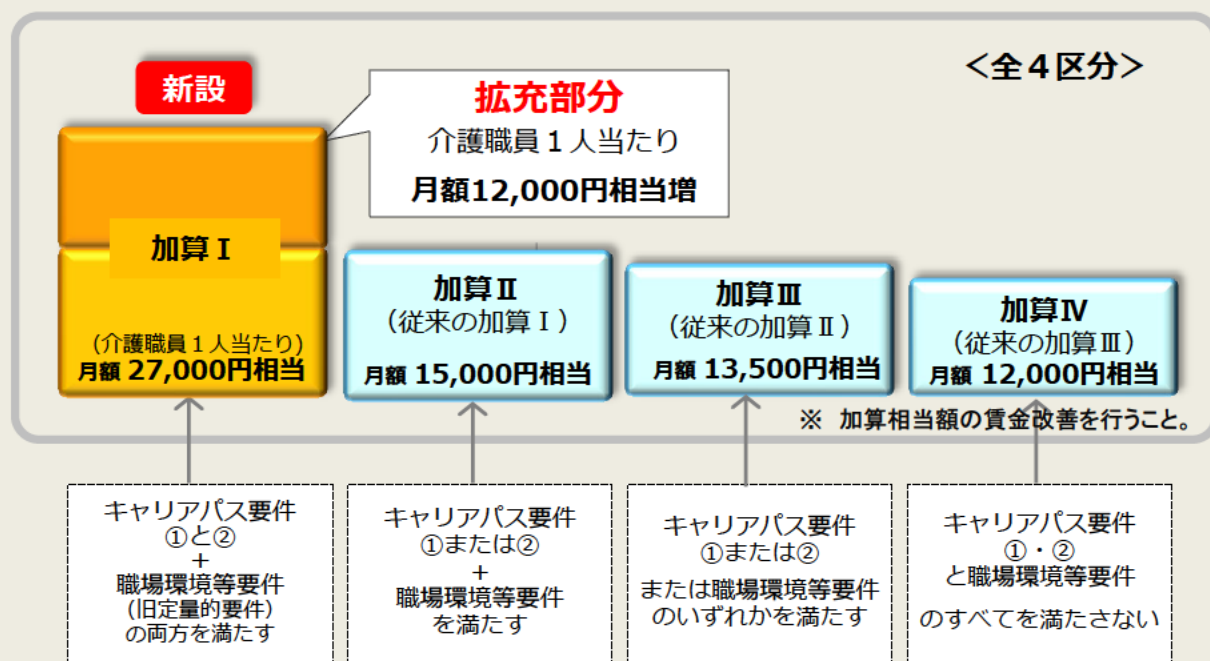 <全４区分>
新設
拡充部分
介護職員１人当たり
月額12,000円相当増
加算Ⅰ
(介護職員１人当たり)
月額 27,000円相当
加算Ⅱ
(従来の加算Ⅰ)
月額 15,000円相当
加算Ⅲ
(従来の加算Ⅱ)
月額 13,500円相当
加算Ⅳ
(従来の加算Ⅲ)
月額 12,000円相当
※ 加算相当額の賃金改善を行うこと。
キャリアパス要件
①と②
+
職場環境等要件
(旧定量的要件)
の両方を満たす
キャリアパス要件
①または②
+
職場環境等要件
を満たす
キャリアパス要件
①または②
または職場環境等要件
のいずれかを満たす
キャリアパス要件
①・②
と職場環境等要件
のすべてを満たさない